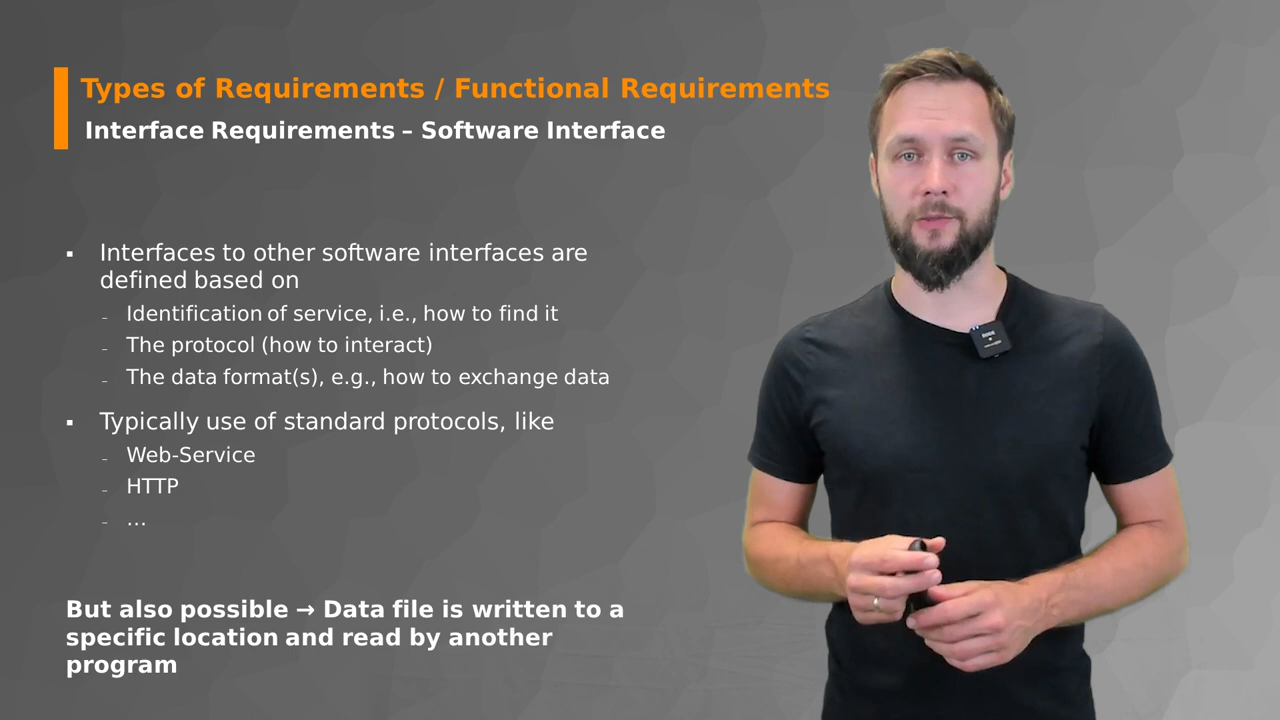 Types of Requirements / Functional Requirements
Interface Requirements – Software Interface
▪ Interfaces to other software interfaces are
defined based on
- Identification of service, i.e., how to find it
- The protocol (how to interact)
- The data format(s), e.g., how to exchange data
▪ Typically use of standard protocols, like
- Web-Service
- HTTP
- ...
But also possible → Data file is written to a
specific location and read by another
program